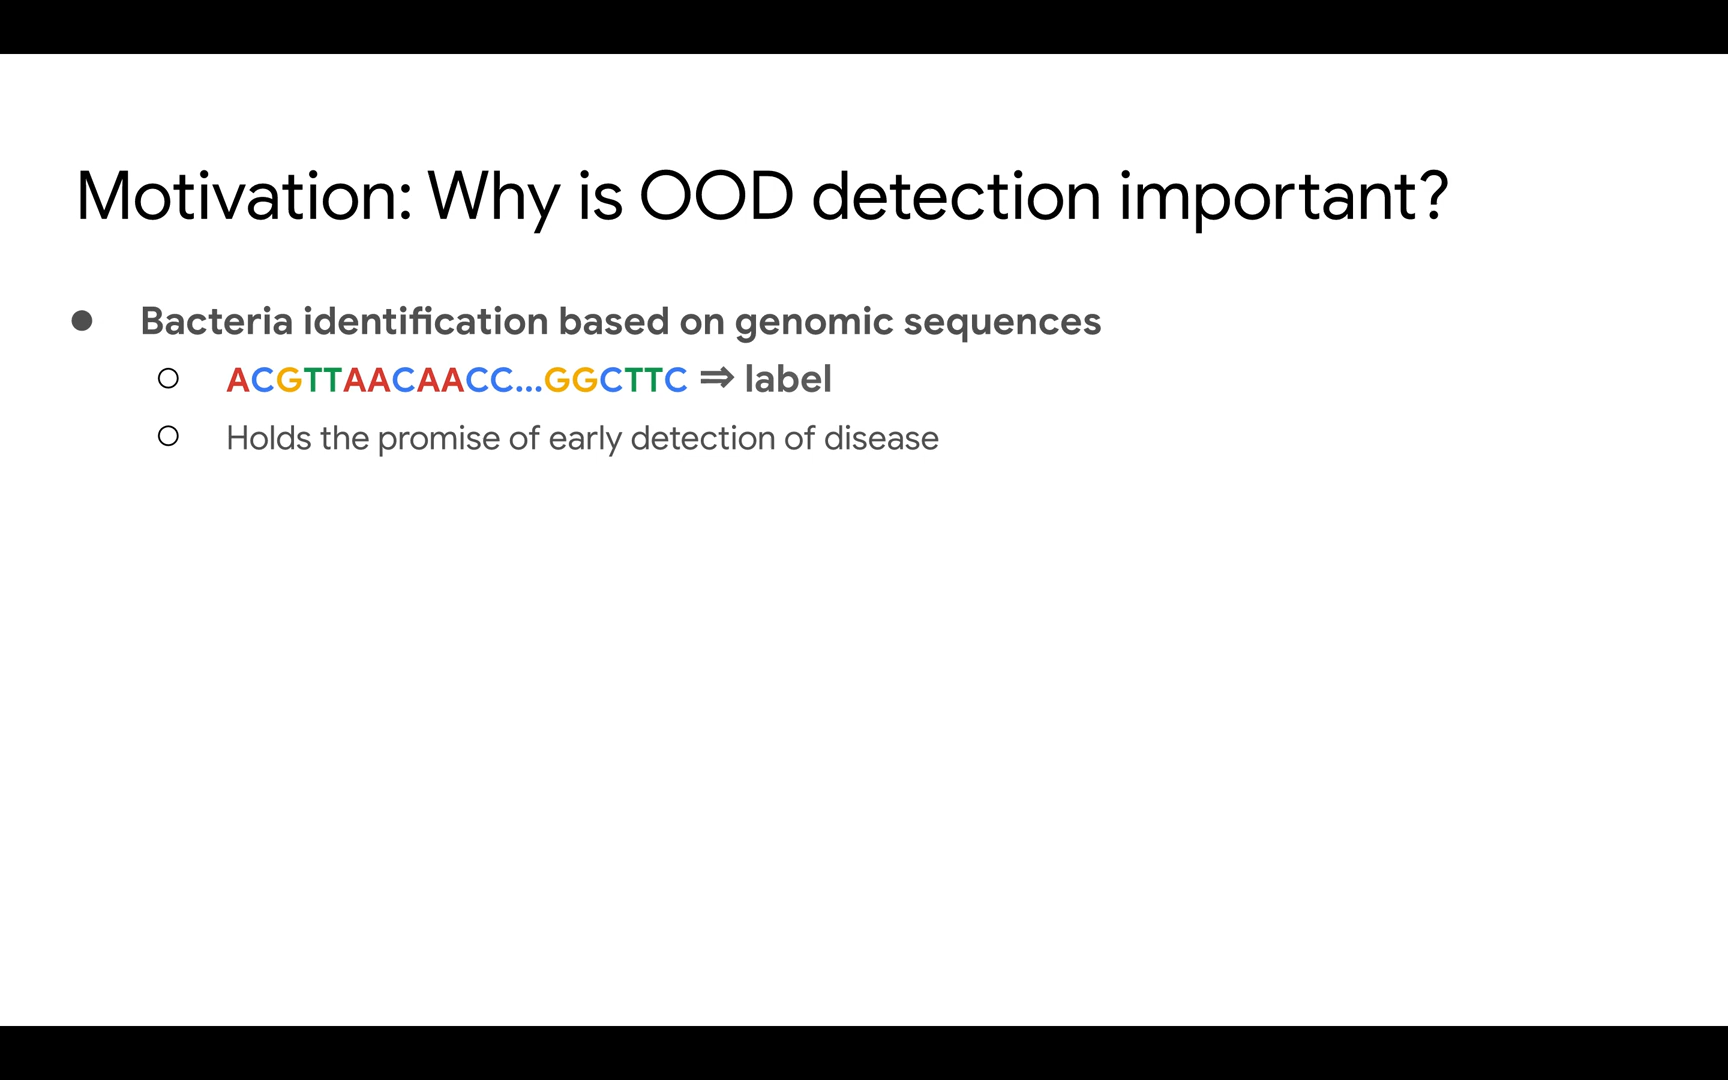 Motivation: Why is OOD detection important?
● Bacteria identification based on genomic sequences
○ ACGTTAACAACC...GGCTTC ⇒ label
○ Holds the promise of early detection of disease